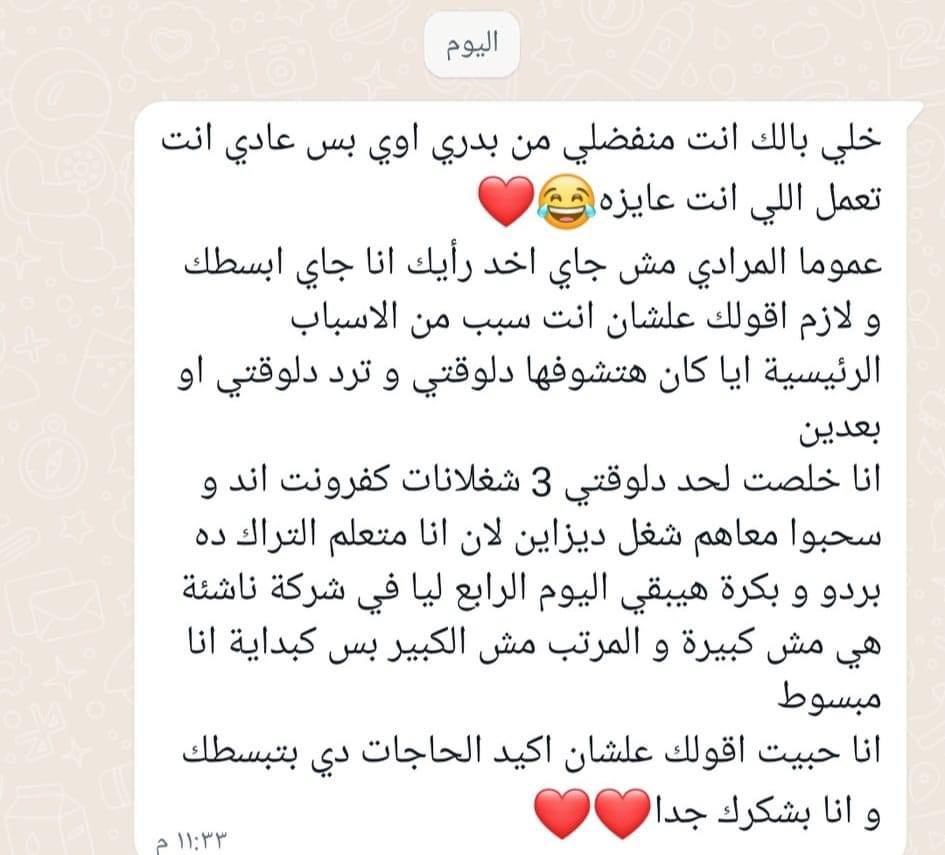 اليوم
خلي بالك انت منفضلي من بدري اوي بس عادي انت
تعمل اللي انت عايزه😂❤️
عموما المرادي مش جاي اخد رأيك انا جاي ابسطك
و لازم اقولك علشان انت سبب من الاسباب
الرئيسية ايا كان هتشوفها دلوقتي و ترد دلوقتي او
بعدين
انا خلصت لحد دلوقتي 3 شغلانات كفرونت اند و
سحبوا معاهم شغل ديزاين لان انا متعلم التراك ده
بردو و بكرة هيبقي اليوم الرابع ليا في شركة ناشئة
هي مش كبيرة و المرتب مش الكبير بس كبداية انا
مبسوط
انا حبيت اقولك علشان اكيد الحاجات دي بتبسطك
و انا بشكرك جدا❤️❤️
١١:٣٣ م